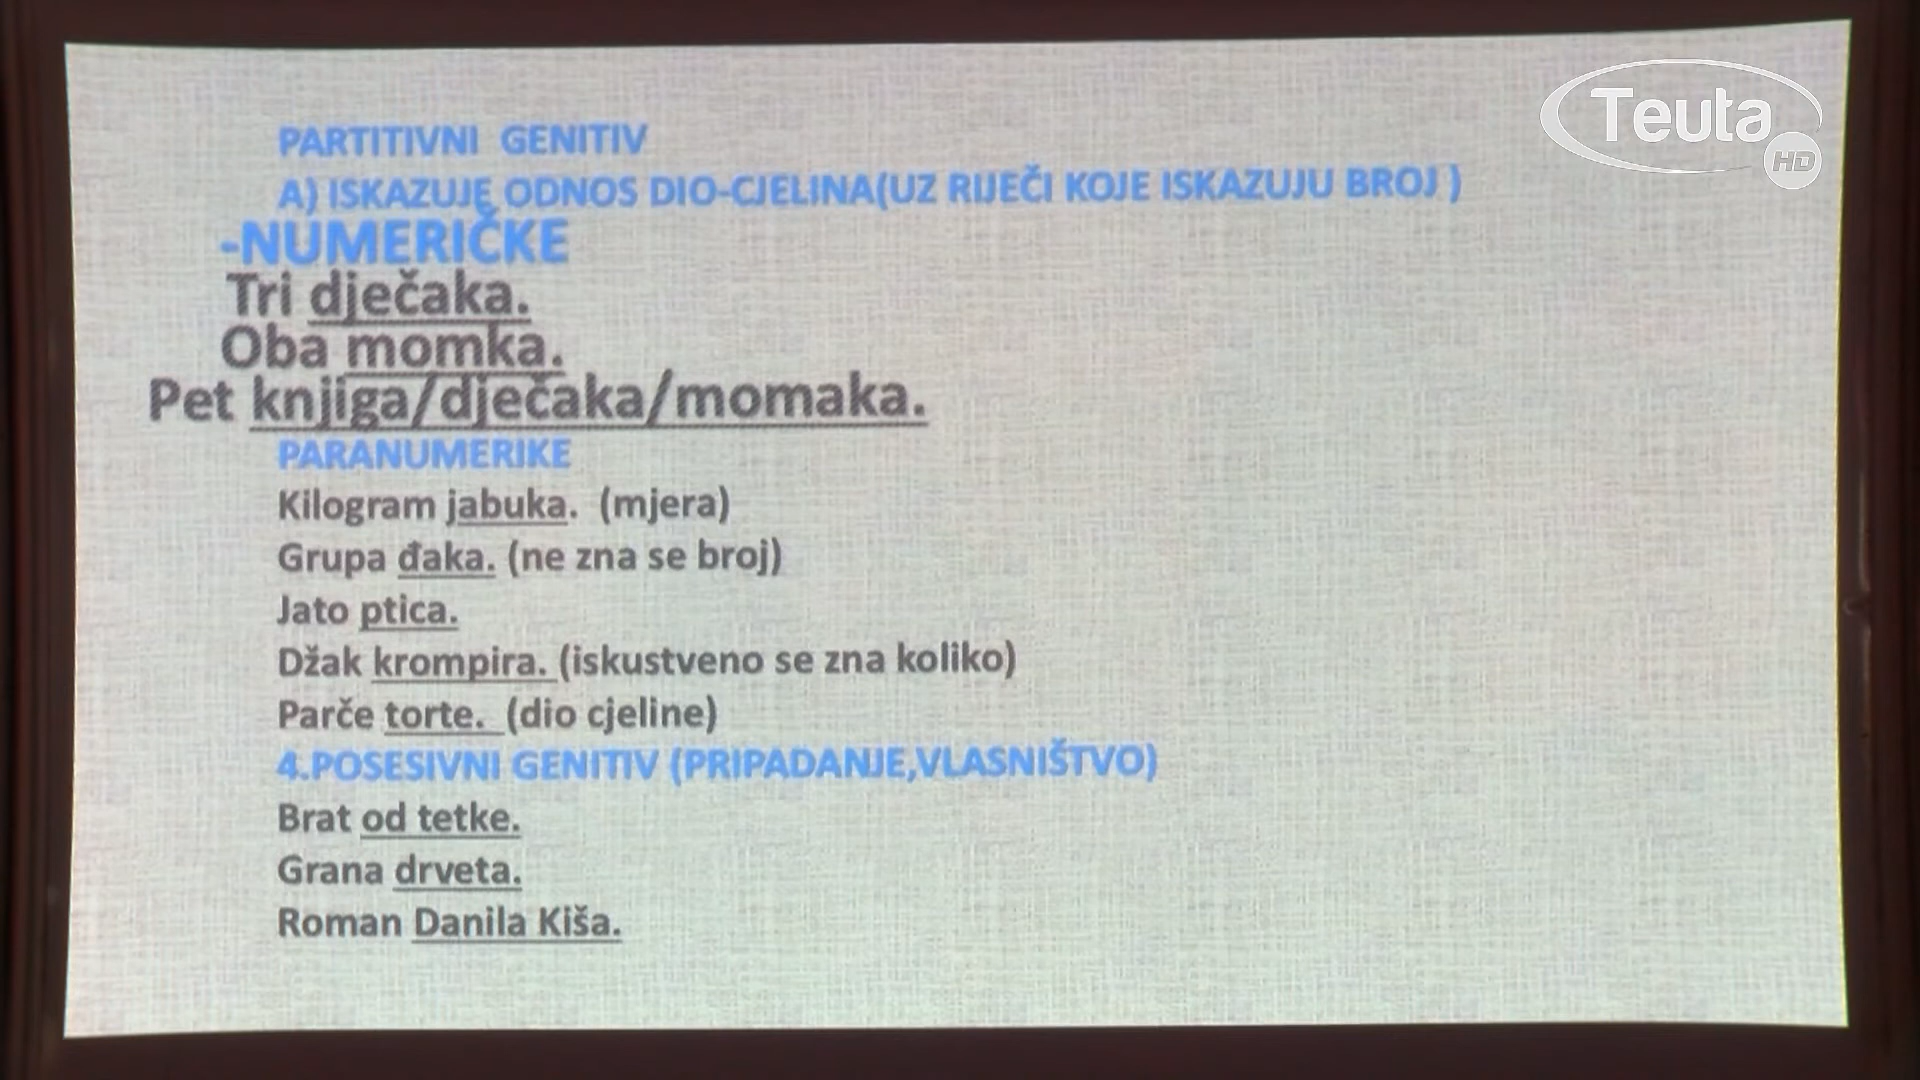 PARTITIVNI GENITIV
A) ISKAZUJE ODNOS DIO-CJELINA(UZ RIJEČI KOJE ISKAZUJU BROJ )
-NUMERIČKE
Tri dječaka.
Oba momka.
Pet knjiga/dječaka/momaka.
PARANUMERIKE
Kilogram jabuka. (mjera)
Grupa đaka. (ne zna se broj)
Jato ptica.
Džak krompira. (iskustveno se zna koliko)
Parče torte. (dio cjeline)
4.POSESIVNI GENITIV (PRIPADANJE,VLASNIŠTVO)
Brat od tetke.
Grana drveta.
Roman Danila Kiša.
Teuta
HD